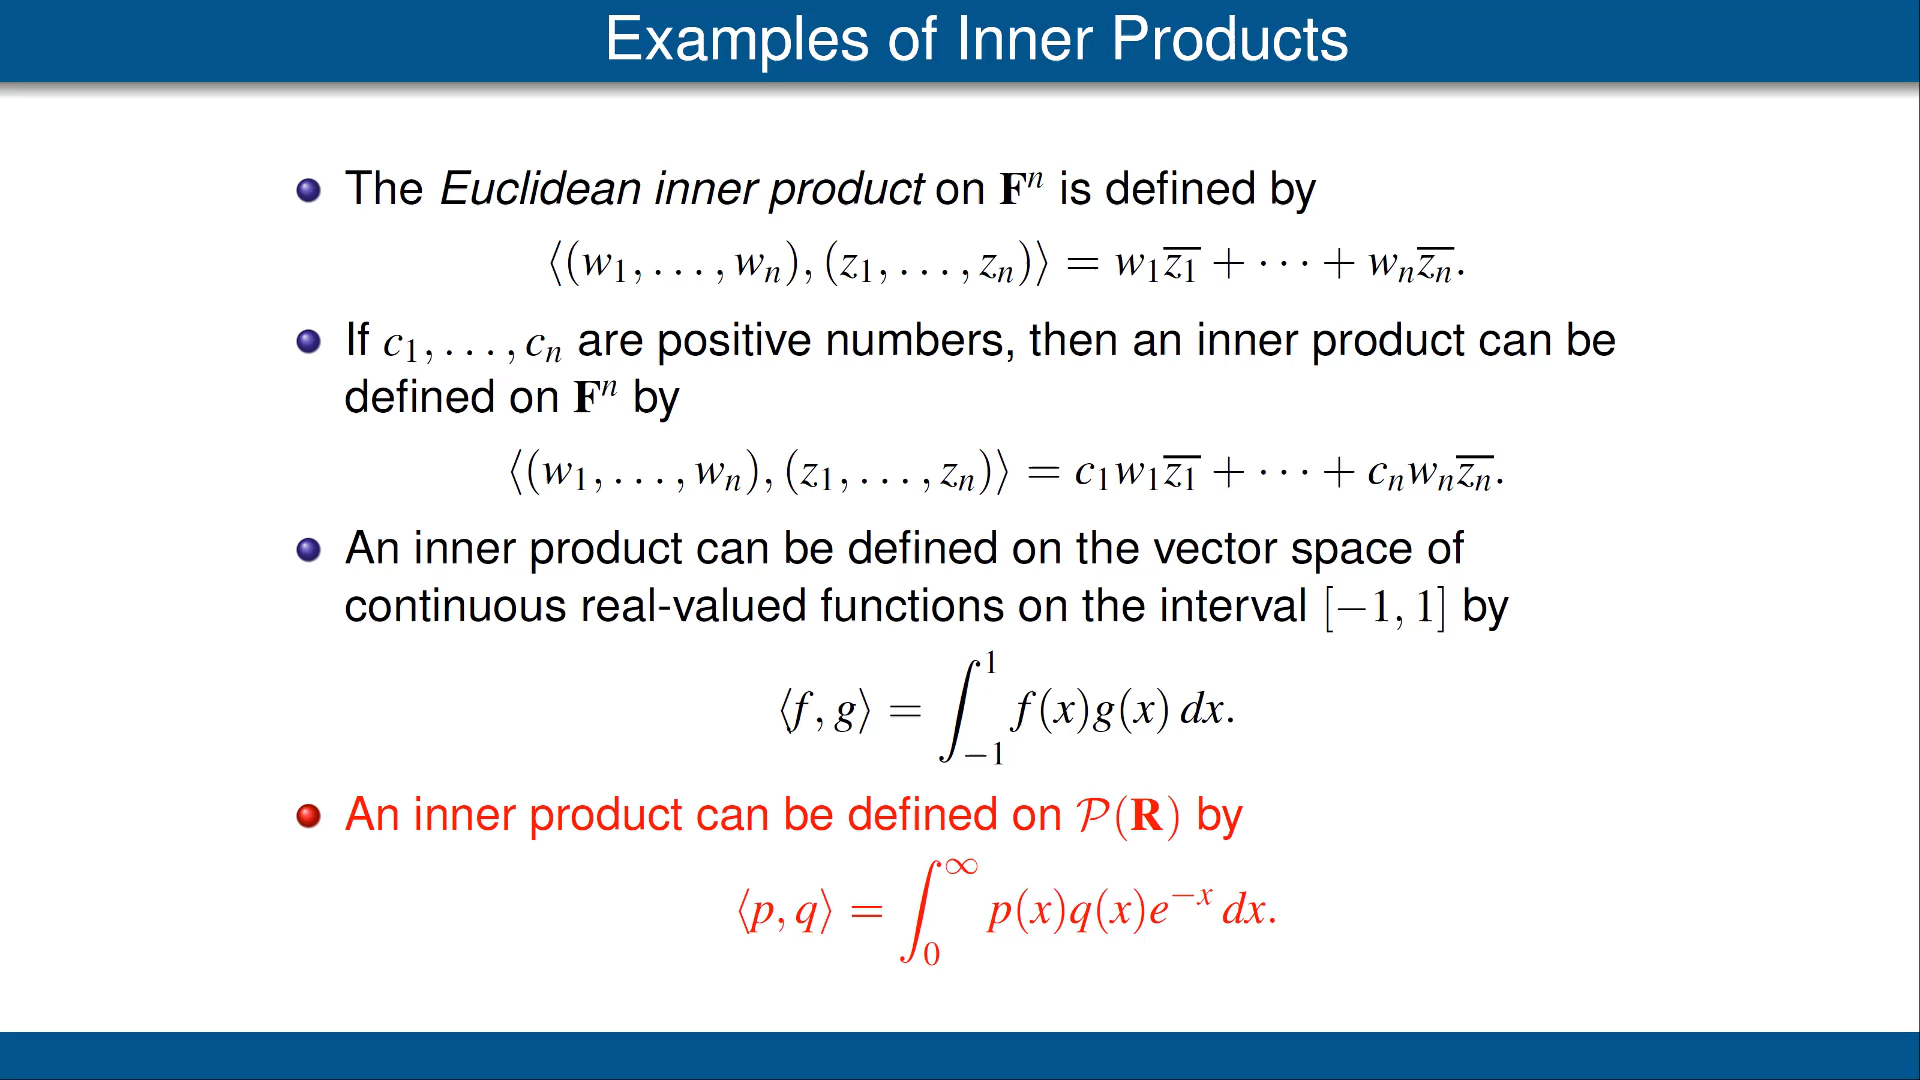 Examples of Inner Products
The Euclidean inner product on Fⁿ is defined by
⟨(w₁, . . . , wₙ), (z₁, . . . , zₙ)⟩ = w₁z̅₁ + · · · + wₙz̅ₙ.
If c₁, . . . , cₙ are positive numbers, then an inner product can be
defined on Fⁿ by
⟨(w₁, . . . , wₙ), (z₁, . . . , zₙ)⟩ = c₁w₁z̅₁ + · · · + cₙwₙz̅ₙ.
An inner product can be defined on the vector space of
continuous real-valued functions on the interval [−1, 1] by
⟨f, g⟩ = ∫₋₁¹ f(x)g(x) dx.
An inner product can be defined on 𝒫(R) by
⟨p, q⟩ = ∫₀^∞ p(x)q(x)e⁻ˣ dx.